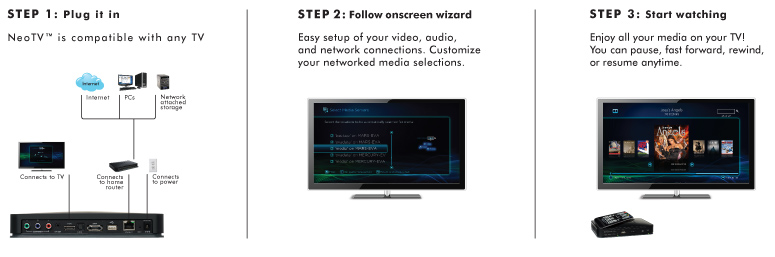 STEP 1: Plug it in
NeoTV™ is compatible with any TV
Internet
Internet
PCs
Network
attached
storage
Connects to TV
Connects
to home
router
Connects
to power
STEP 2: Follow onscreen wizard
Easy setup of your video, audio,
and network connections. Customize
your networked media selections.
STEP 3: Start watching
Enjoy all your media on your TV!
You can pause, fast forward, rewind,
or resume anytime.